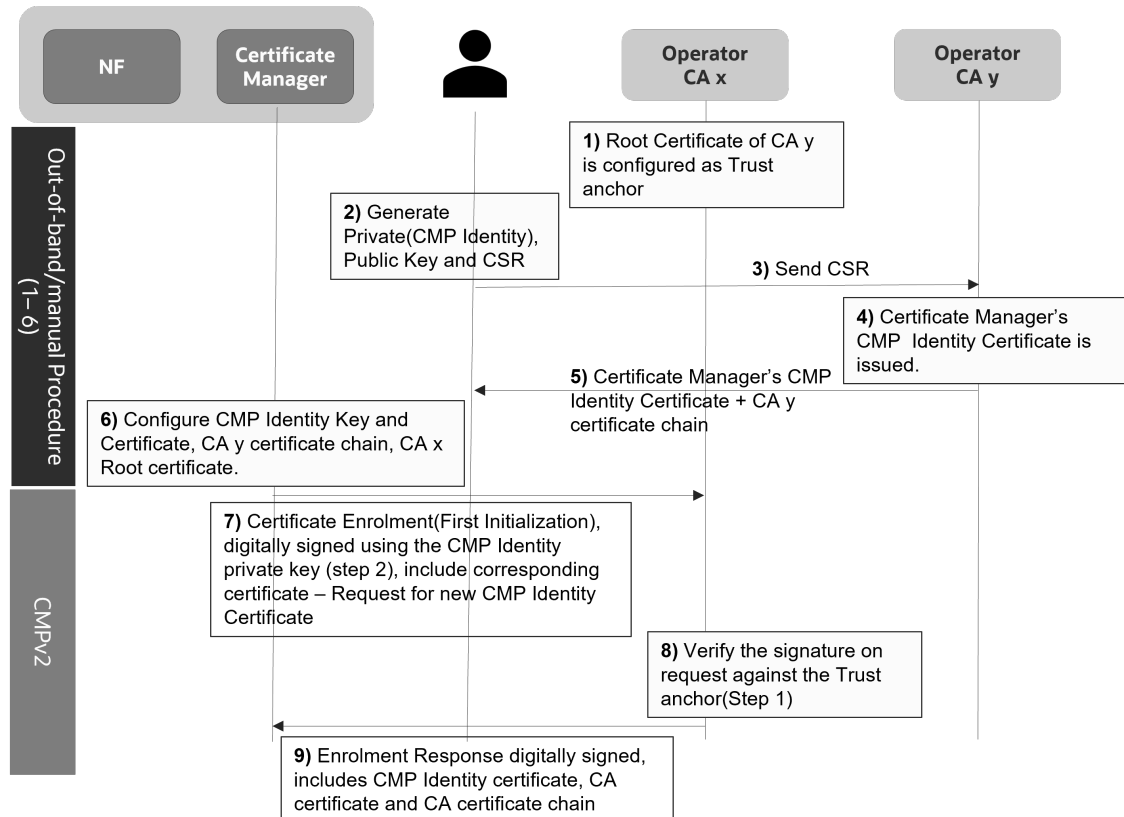 NF
Certificate
Manager
Operator
CA x
Operator
CA y
Out-of-band/manual Procedure
(1– 6)
1) Root Certificate of CA y
is configured as Trust
anchor
2) Generate
Private(CMP Identity),
Public Key and CSR
3) Send CSR
4) Certificate Manager’s
CMP  Identity Certificate is
issued.
5) Certificate Manager’s CMP
Identity Certificate + CA y
certificate chain
6) Configure CMP Identity Key and
Certificate, CA y certificate chain, CA x
Root certificate.
CMPv2
7) Certificate Enrolment(First Initialization),
digitally signed using the CMP Identity
private key (step 2), include corresponding
certificate – Request for new CMP Identity
Certificate
8) Verify the signature on
request against the Trust
anchor(Step 1)
9) Enrolment Response digitally signed,
includes CMP Identity certificate, CA
certificate and CA certificate chain